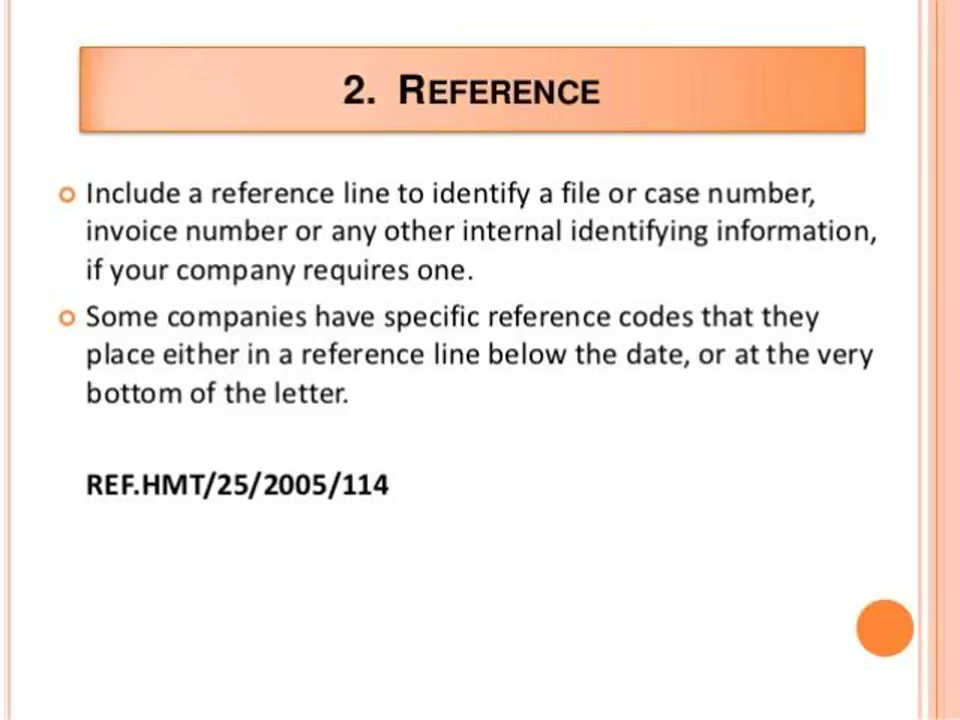 2. REFERENCE
Include a reference line to identify a file or case number,
invoice number or any other internal identifying information,
if your company requires one.
Some companies have specific reference codes that they
place either in a reference line below the date, or at the very
bottom of the letter.
REF.HMT/25/2005/114